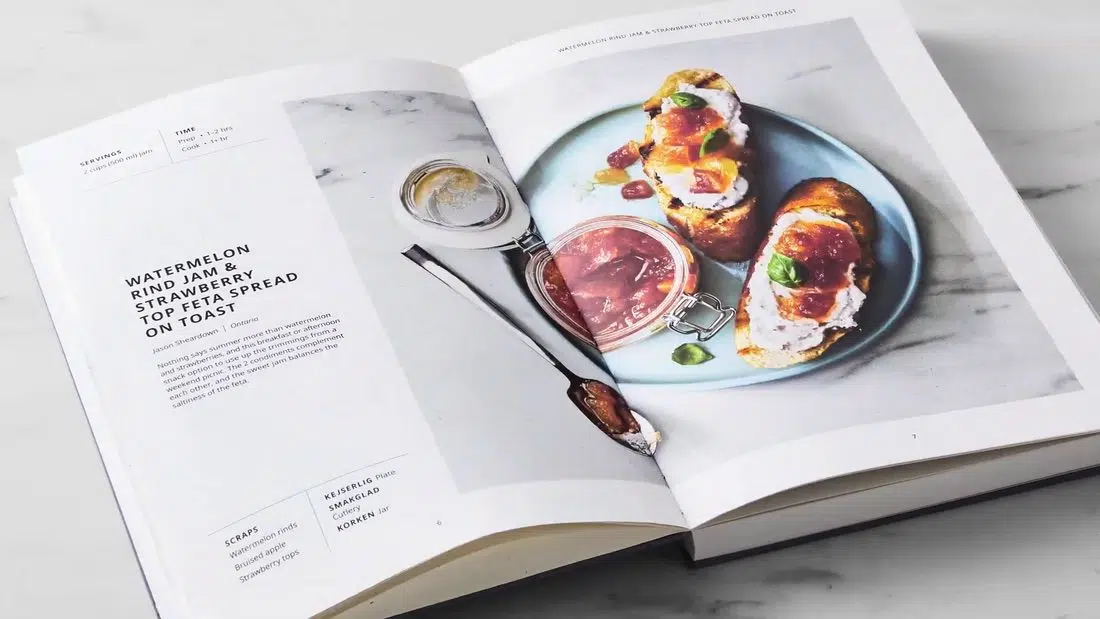 SERVINGS
2 cups (500 ml) jam
TIME
Prep • 1–2 hrs
Cook • 1+ hr
WATERMELON
RIND JAM &
STRAWBERRY
TOP FETA SPREAD
ON TOAST
Jason Sheardown | Ontario
Nothing says summer more than watermelon
and strawberries, and this breakfast or afternoon
snack option to use up the trimmings from a
weekend picnic. The 2 condiments complement
each other, and the sweet jam balances the
saltiness of the feta.
SCRAPS
Watermelon rinds
Bruised apple
Strawberry tops
KEJSERLIG Plate
SMAKGLAD
Cutlery
KORKEN Jar
6
WATERMELON RIND JAM & STRAWBERRY TOP FETA SPREAD ON TOAST
7